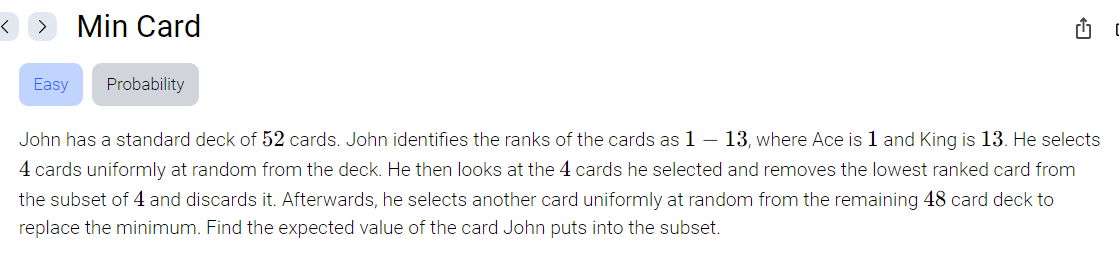 Min Card
Easy
Probability
John has a standard deck of 52 cards. John identifies the ranks of the cards as 1 – 13, where Ace is 1 and King is 13. He selects
4 cards uniformly at random from the deck. He then looks at the 4 cards he selected and removes the lowest ranked card from
the subset of 4 and discards it. Afterwards, he selects another card uniformly at random from the remaining 48 card deck to
replace the minimum. Find the expected value of the card John puts into the subset.